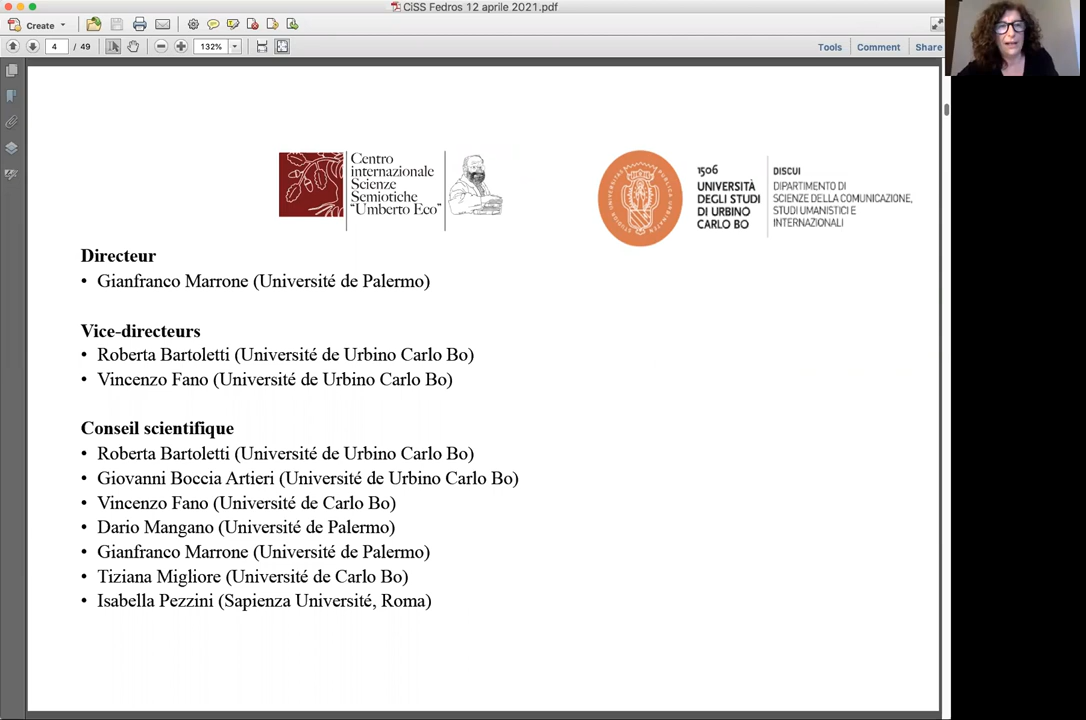 CiSS Fedros 12 aprile 2021.pdf
Create
4 / 49
132%
Tools Comment Share
Centro
internazionale
Scienze
Semiotiche
"Umberto Eco"
1506
UNIVERSITÀ
DEGLI STUDI
DI URBINO
CARLO BO
DISCUI
DIPARTIMENTO DI
SCIENZE DELLA COMUNICAZIONE,
STUDI UMANISTICI E
INTERNAZIONALI
Directeur
• Gianfranco Marrone (Université de Palermo)
Vice-directeurs
• Roberta Bartoletti (Université de Urbino Carlo Bo)
• Vincenzo Fano (Université de Urbino Carlo Bo)
Conseil scientifique
• Roberta Bartoletti (Université de Urbino Carlo Bo)
• Giovanni Boccia Artieri (Université de Urbino Carlo Bo)
• Vincenzo Fano (Université de Carlo Bo)
• Dario Mangano (Université de Palermo)
• Gianfranco Marrone (Université de Palermo)
• Tiziana Migliore (Université de Carlo Bo)
• Isabella Pezzini (Sapienza Université, Roma)